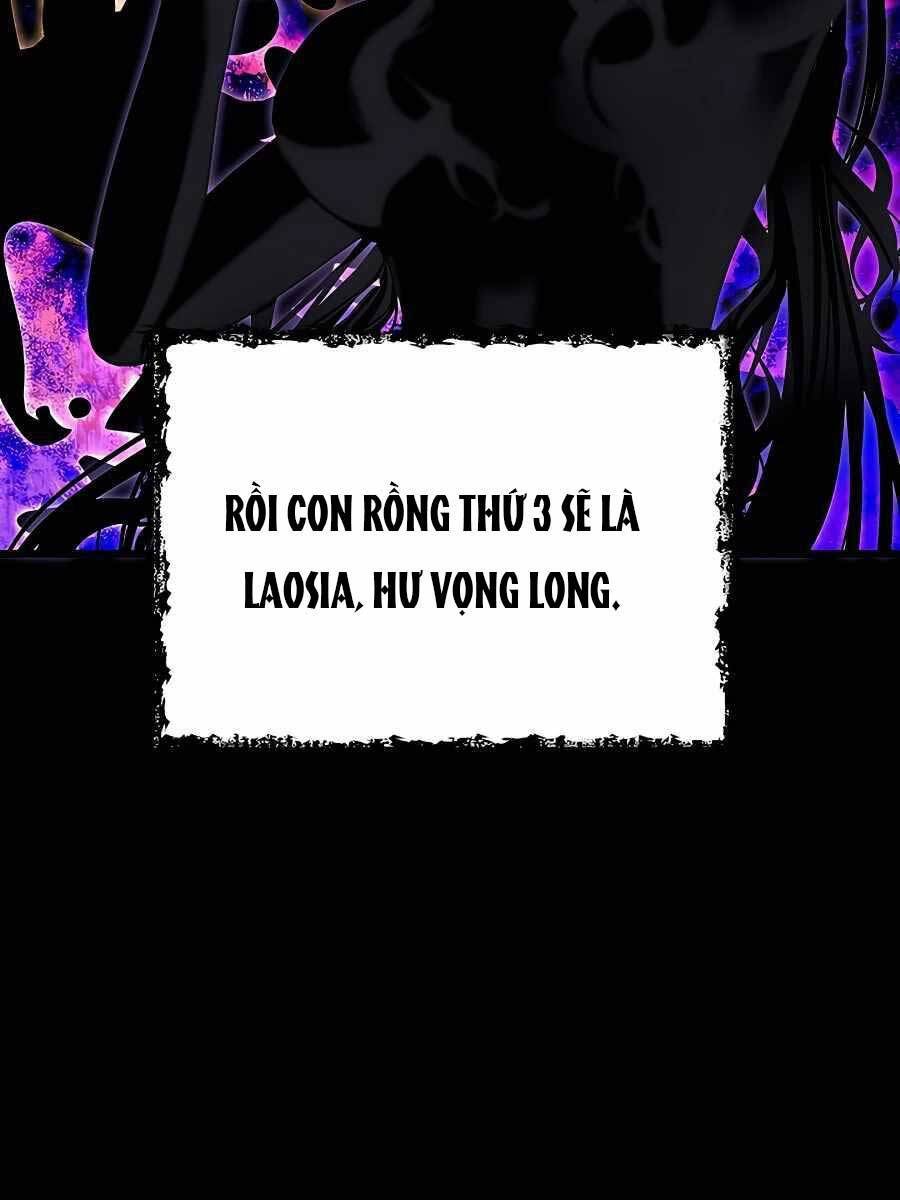 RỒI CON RỒNG THỨ 3 SẼ LÀ
LAOSIA, HƯ VỌNG LONG.